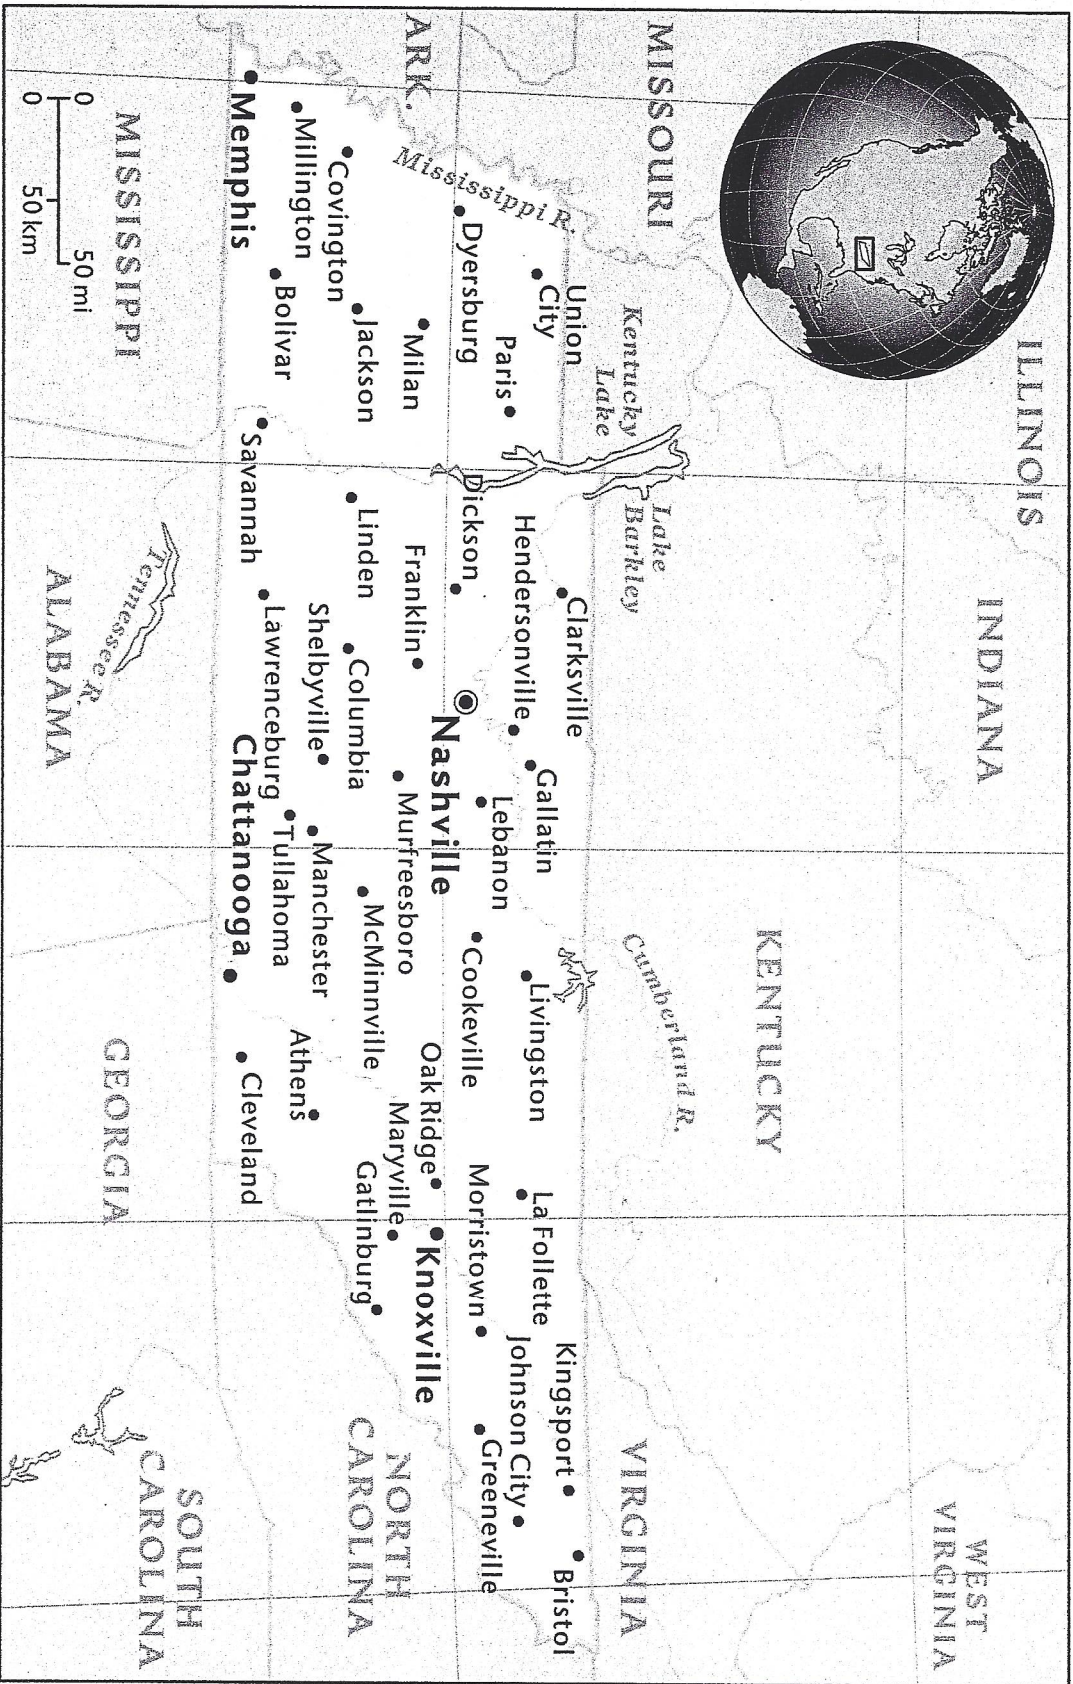 MISSOURI
ILLINOIS
INDIANA
WEST
VIRGINIA
KENTUCKY
VIRGINIA
ARK.
Mississippi R.
Kentucky
Lake
Lake
Barkley
Cumberland R.
Union
City
Paris
Dyersburg
Milan
Covington
Jackson
Millington
Memphis
Bolivar
Savannah
Clarksville
Hendersonville
Dickson
Gallatin
Lebanon
Nashville
Franklin
Linden
Murfreesboro
Columbia
Shelbyville
Lawrenceburg
Manchester
Tullahoma
Chattanooga
McMinnville
Livingston
Cookeville
Oak Ridge
Maryville
Gatlinburg
Athens
Cleveland
La Follette
Morristown
Knoxville
Kingsport
Johnson City
Greeneville
Bristol
NORTH
CAROLINA
SOUTH
CAROLINA
GEORGIA
ALABAMA
Tennessee R.
MISSISSIPPI
0 50 mi
0 50 km